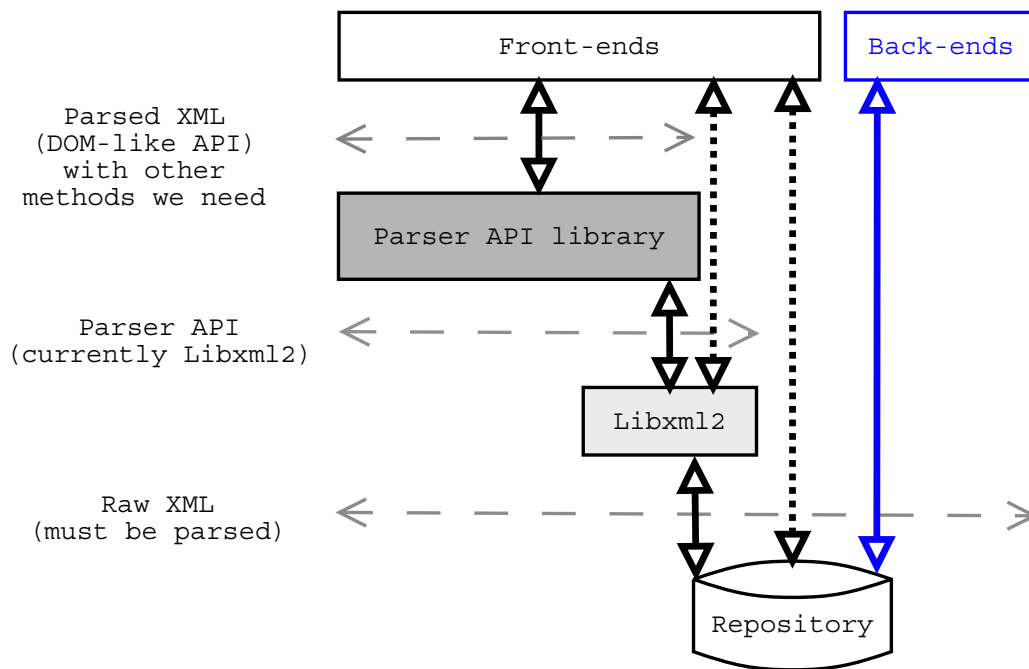 Front-ends
Back-ends
Parsed XML
(DOM-like API)
with other
methods we need
Parser API library
Parser API
(currently Libxml2)
Libxml2
Raw XML
(must be parsed)
Repository